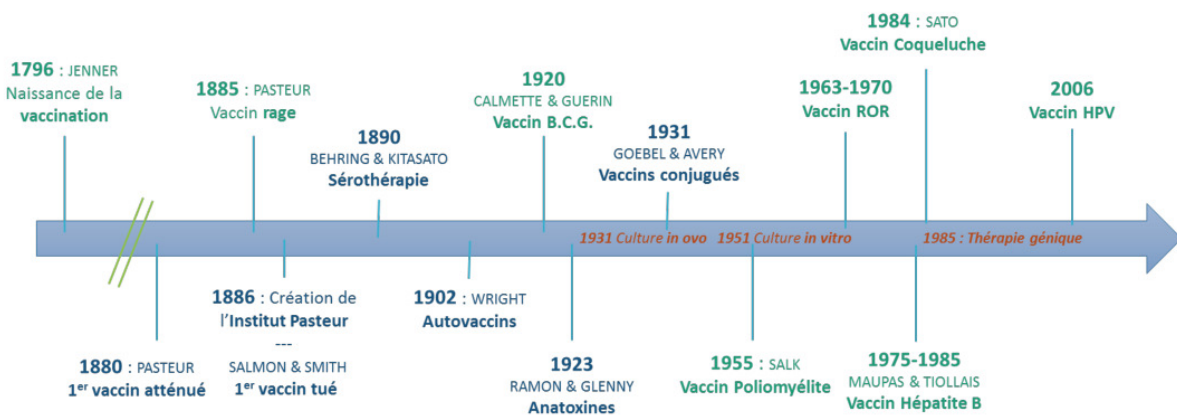 1796 : JENNER
Naissance de la
vaccination
1885 : PASTEUR
Vaccin rage
1890
BEHRING & KITASATO
Sérothérapie
1920
CALMETTE & GUERIN
Vaccin B.C.G.
1931
GOEBEL & AVERY
Vaccins conjugués
1963-1970
Vaccin ROR
1984 : SATO
Vaccin Coqueluche
2006
Vaccin HPV
1931 Culture in ovo
1951 Culture in vitro
1985 : Thérapie génique
1880 : PASTEUR
1er vaccin atténué
1886 : Création de
l'Institut Pasteur
---
SALMON & SMITH
1er vaccin tué
1902 : WRIGHT
Autovaccins
1923
RAMON & GLENNY
Anatoxines
1955 : SALK
Vaccin Poliomyélite
1975-1985
MAUPAS & TIOLLAIS
Vaccin Hépatite B